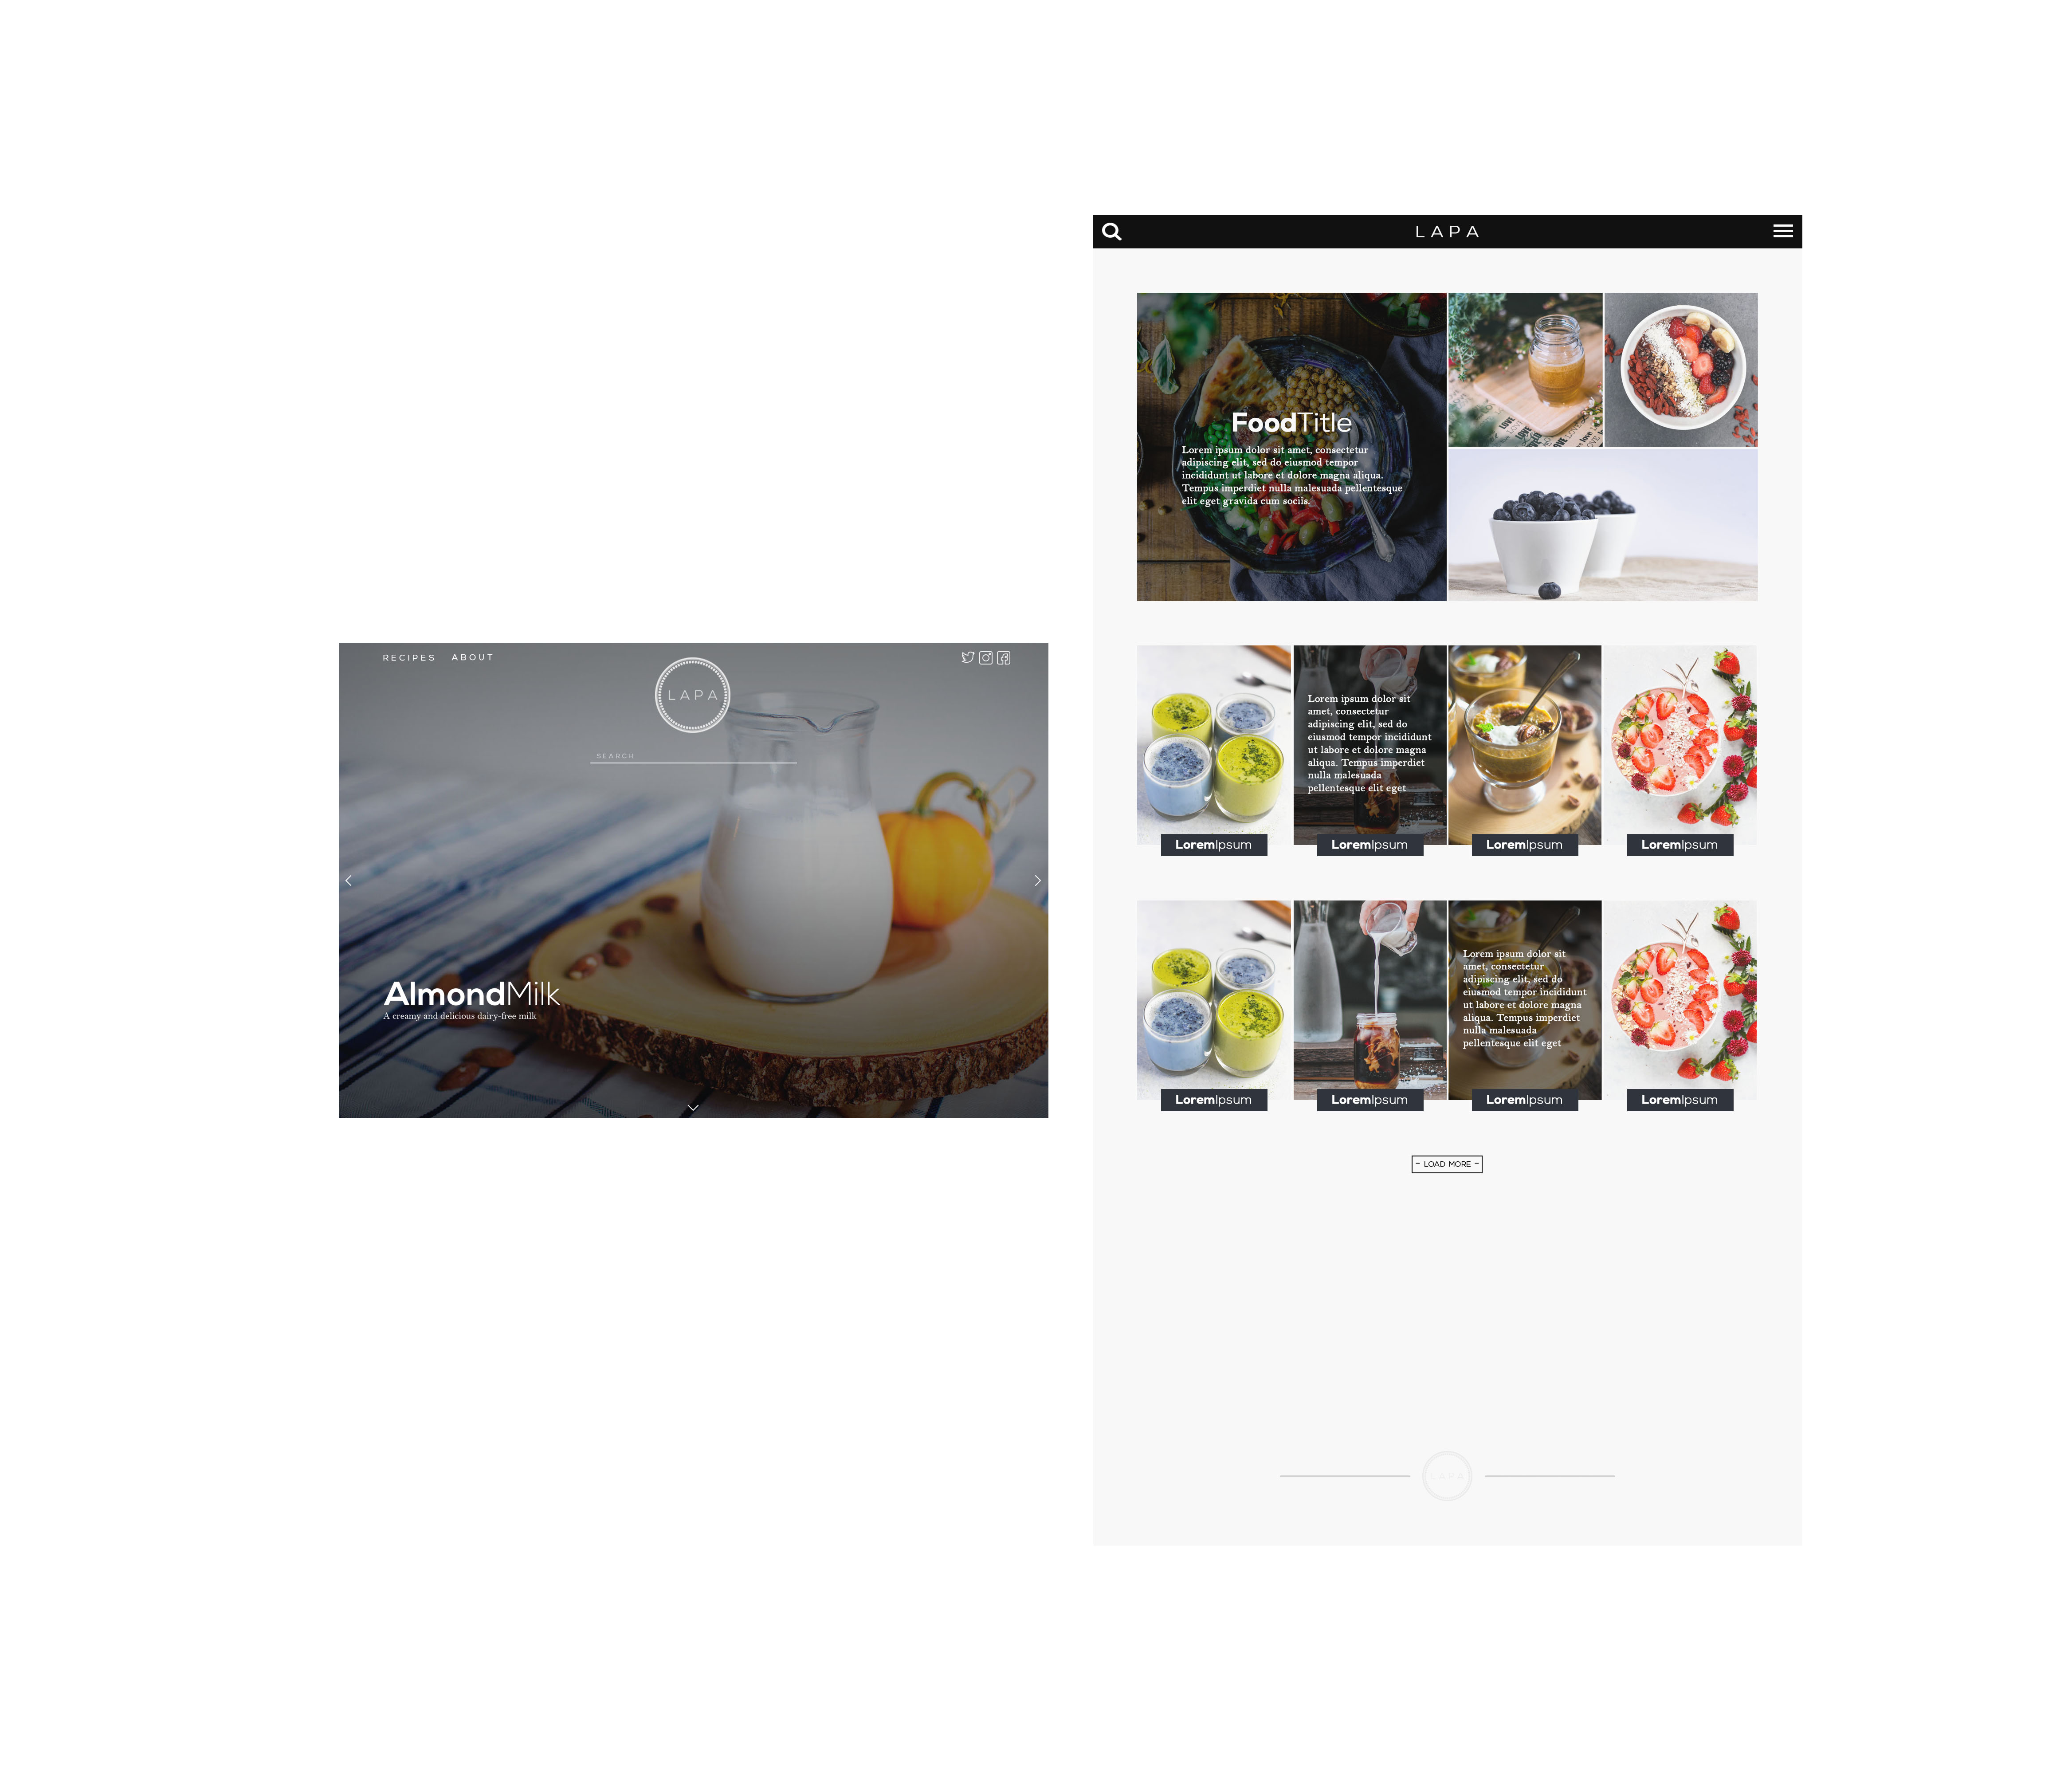 RECIPES ABOUT
LAPA
SEARCH
AlmondMilk
A creamy and delicious dairy-free milk
LAPA
FoodTitle
Lorem ipsum dolor sit amet, consectetur
adipiscing elit, sed do eiusmod tempor
incididunt ut labore et dolore magna aliqua.
Tempus imperdiet nulla malesuada pellentesque
elit eget gravida cum sociis.
Lorem ipsum dolor sit
amet, consectetur
adipiscing elit, sed do
eiusmod tempor incididunt
ut labore et dolore magna
aliqua. Tempus imperdiet
nulla malesuada
pellentesque elit eget
LoremIpsum
LoremIpsum
LoremIpsum
LoremIpsum
Lorem ipsum dolor sit
amet, consectetur
adipiscing elit, sed do
eiusmod tempor incididunt
ut labore et dolore magna
aliqua. Tempus imperdiet
nulla malesuada
pellentesque elit eget
LoremIpsum
LoremIpsum
LoremIpsum
LoremIpsum
- LOAD MORE -
LAPA